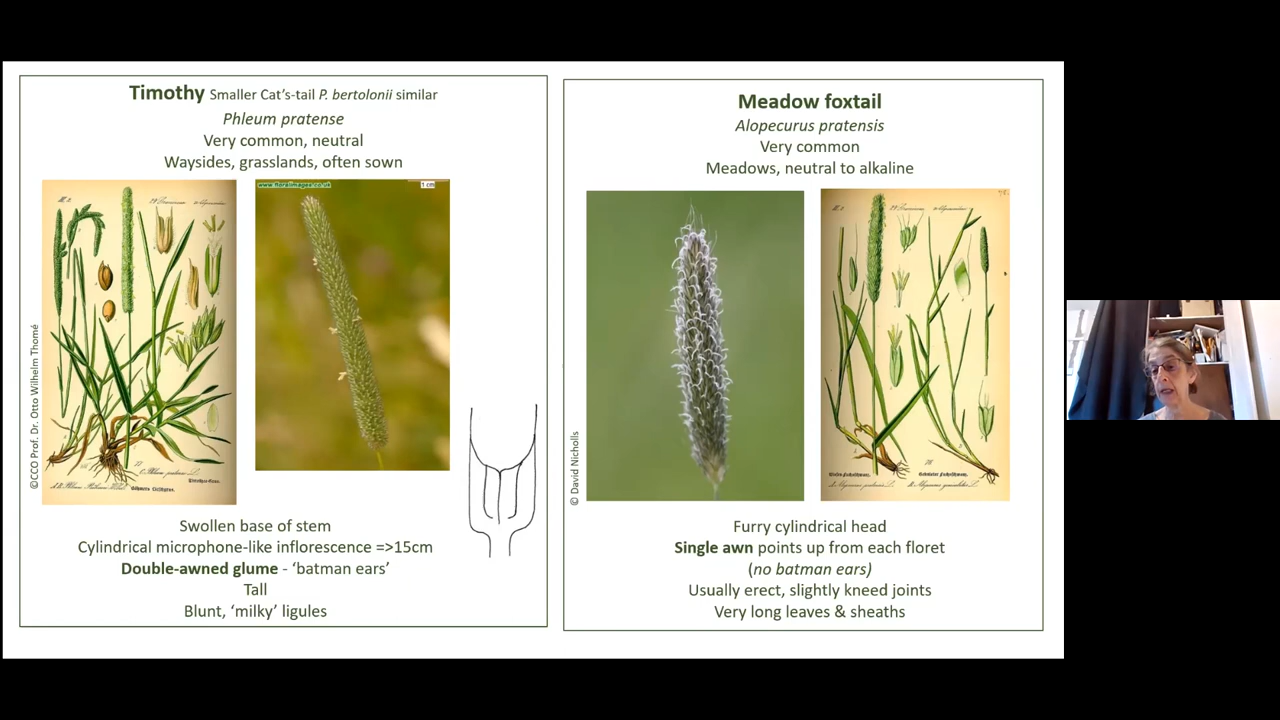 Timothy Smaller Cat's-tail P. bertolonii similar
Phleum pratense
Very common, neutral
Waysides, grasslands, often sown
www.floralimages.co.uk
1 cm
©CCO Prof. Dr. Otto Wilhelm Thomé
Swollen base of stem
Cylindrical microphone-like inflorescence =>15cm
Double-awned glume - ‘batman ears’
Tall
Blunt, ‘milky’ ligules
Meadow foxtail
Alopecurus pratensis
Very common
Meadows, neutral to alkaline
© David Nicholls
Furry cylindrical head
Single awn points up from each floret
(no batman ears)
Usually erect, slightly kneed joints
Very long leaves & sheaths